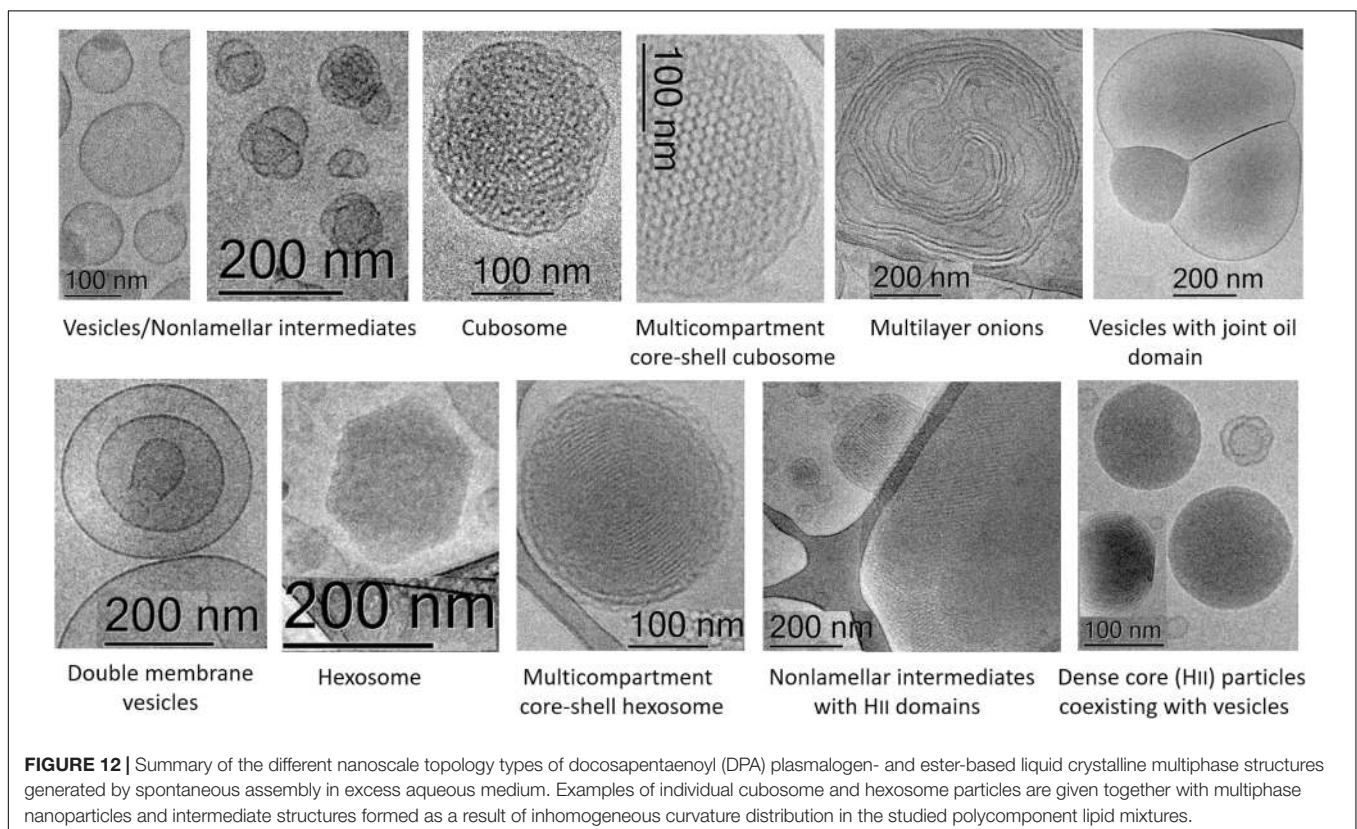 100 nm
200 nm
100 nm
100 nm
200 nm
200 nm
Vesicles/Nonlamellar intermediates
Cubosome
Multicompartment
core-shell cubosome
Multilayer onions
Vesicles with joint oil
domain
200 nm
200 nm
100 nm
200 nm
100 nm
Double membrane
vesicles
Hexosome
Multicompartment
core-shell hexosome
Nonlamellar intermediates
with HII domains
Dense core (HII) particles
coexisting with vesicles
FIGURE 12 | Summary of the different nanoscale topology types of docosapentaenoyl (DPA) plasmalogen- and ester-based liquid crystalline multiphase structures
generated by spontaneous assembly in excess aqueous medium. Examples of individual cubosome and hexosome particles are given together with multiphase
nanoparticles and intermediate structures formed as a result of inhomogeneous curvature distribution in the studied polycomponent lipid mixtures.